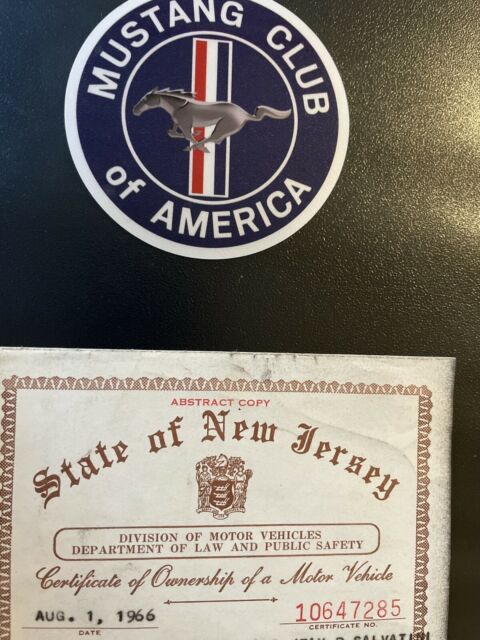 MUSTANG CLUB
of AMERICA
ABSTRACT COPY
State of New Jersey
DIVISION OF MOTOR VEHICLES
DEPARTMENT OF LAW AND PUBLIC SAFETY
Certificate of Ownership of a Motor Vehicle
AUG. 1, 1966
10647285
DATE
CERTIFICATE NO.